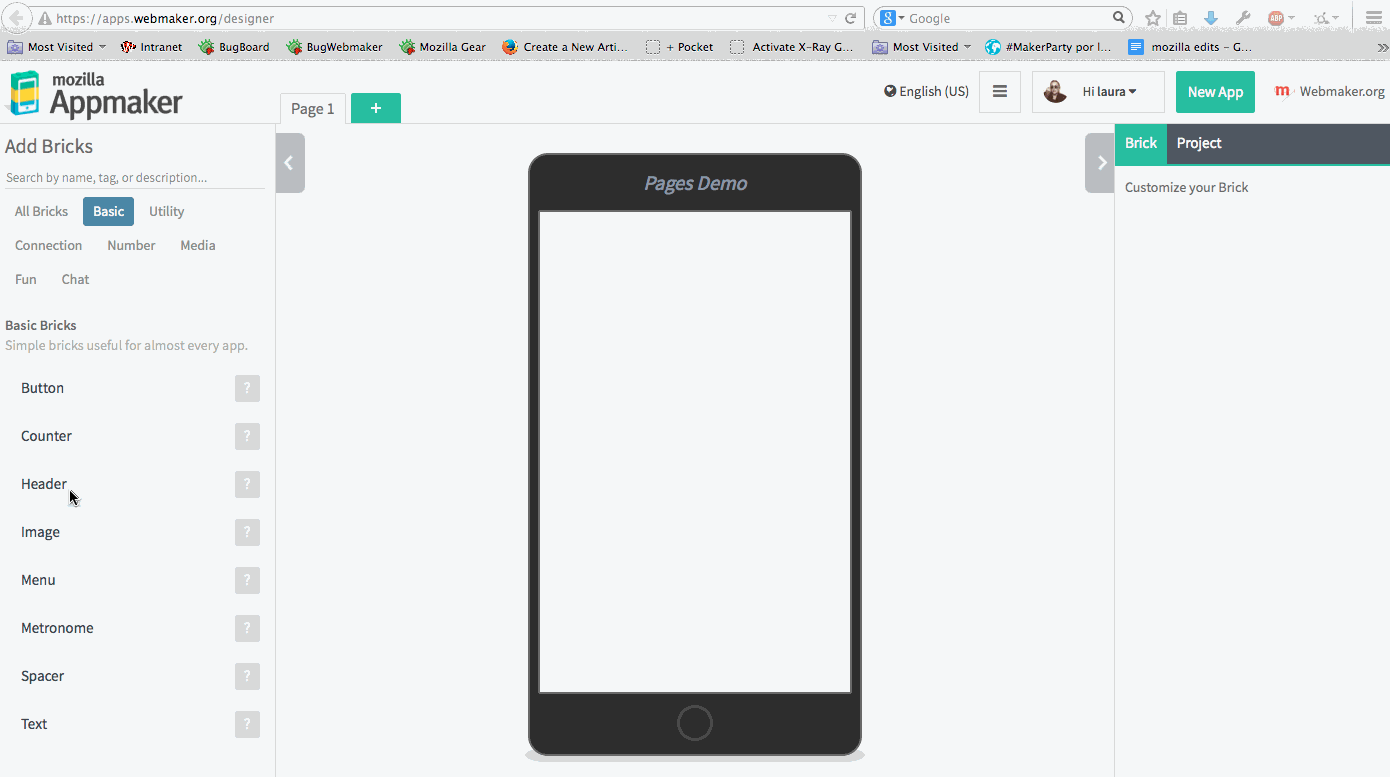 https://apps.webmaker.org/designer
Google
Most Visited
Intranet
BugBoard
BugWebmaker
Mozilla Gear
Create a New Arti...
+ Pocket
Activate X-Ray G...
Most Visited
#MakerParty por I...
mozilla edits – G...
mozilla
Appmaker
Page 1
+
English (US)
Hi laura
New App
m
Webmaker.org
Add Bricks
Search by name, tag, or description...
All Bricks
Basic
Utility
Connection
Number
Media
Fun
Chat
Basic Bricks
Simple bricks useful for almost every app.
Button
?
Counter
?
Header
?
Image
?
Menu
?
Metronome
?
Spacer
?
Text
?
Pages Demo
Brick
Project
Customize your Brick
ABP
8